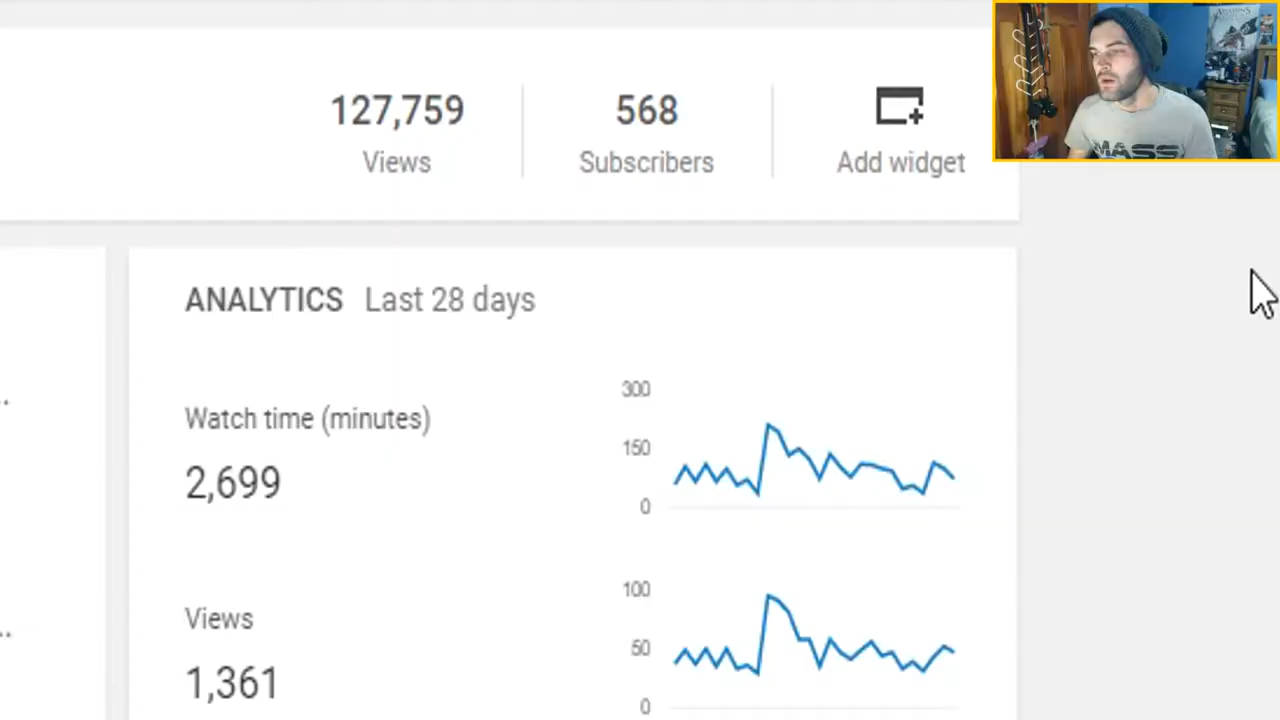 127,759
Views
568
Subscribers
Add widget
ANALYTICS Last 28 days
Watch time (minutes)
2,699
300
150
0
Views
1,361
100
50
0
MASS